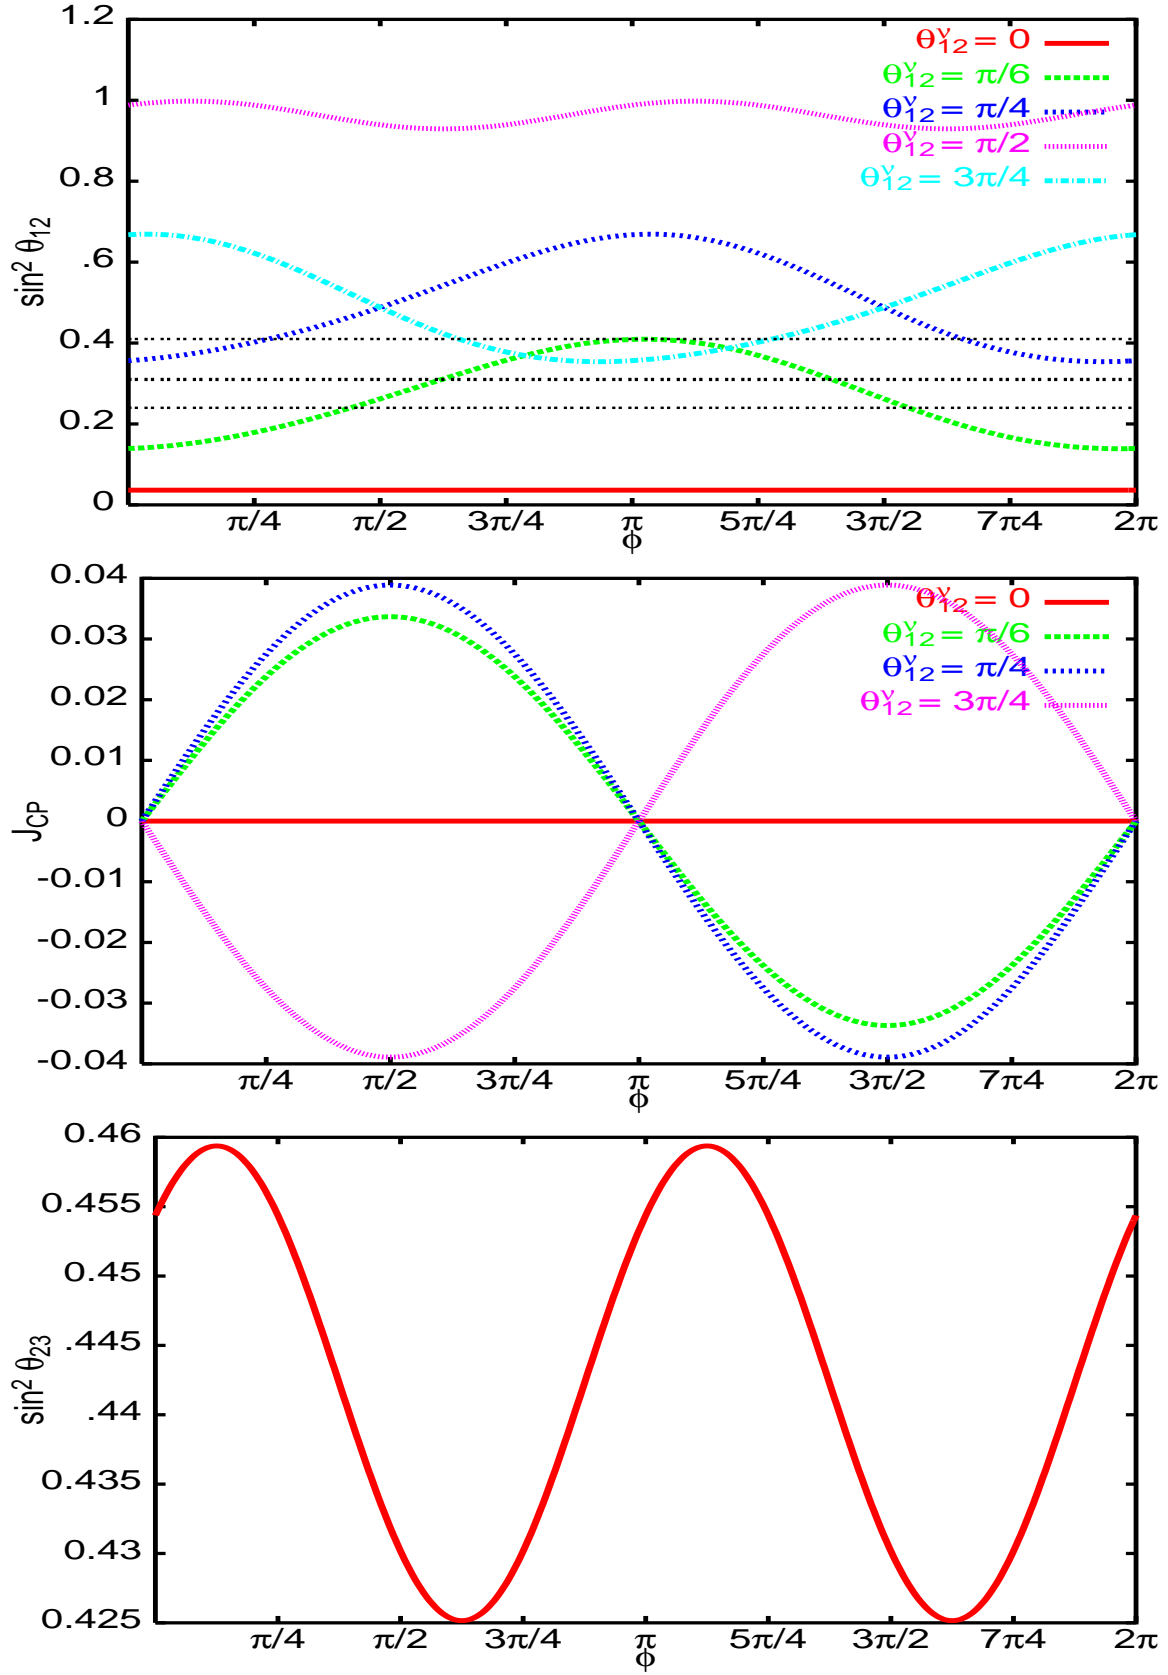 1.2
1
0.8
.6
0.4
0.2
0
sin² θ12
θ^ν_12 = 0
θ^ν_12 = π/6
θ^ν_12 = π/4
θ^ν_12 = π/2
θ^ν_12 = 3π/4
π/4 π/2 3π/4 π 5π/4 3π/2 7π4 2π
ϕ
0.04
0.03
0.02
0.01
0
-0.01
-0.02
-0.03
-0.04
J_CP
θ^ν_12 = 0
θ^ν_12 = π/6
θ^ν_12 = π/4
θ^ν_12 = 3π/4
π/4 π/2 3π/4 π 5π/4 3π/2 7π4 2π
ϕ
0.46
0.455
0.45
.445
.44
0.435
0.43
0.425
sin² θ23
π/4 π/2 3π/4 π 5π/4 3π/2 7π4 2π
ϕ